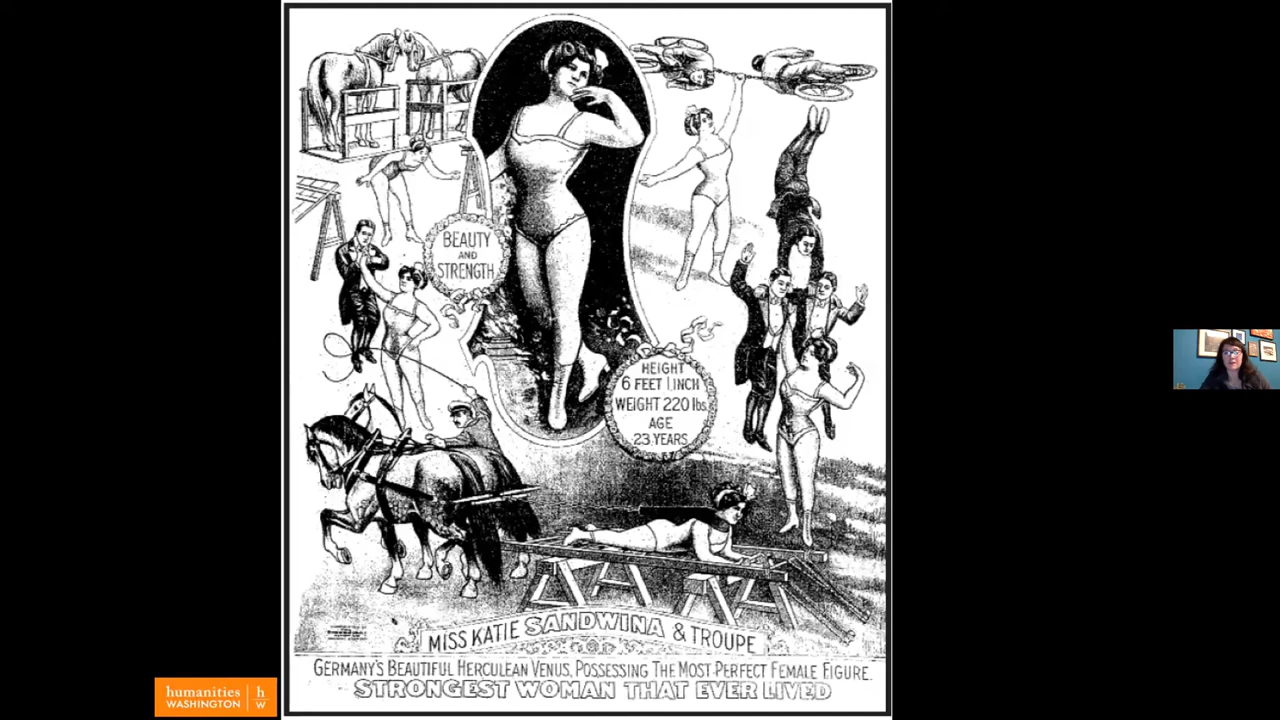 BEAUTY
AND
STRENGTH
HEIGHT
6 FEET 1 INCH
WEIGHT 220 lbs.
AGE
23 YEARS
MISS KATIE SANDWINA & TROUPE
GERMANY'S BEAUTIFUL HERCULEAN VENUS, POSSESSING THE MOST PERFECT FEMALE FIGURE.
STRONGEST WOMAN THAT EVER LIVED
humanities
WASHINGTON
h
W